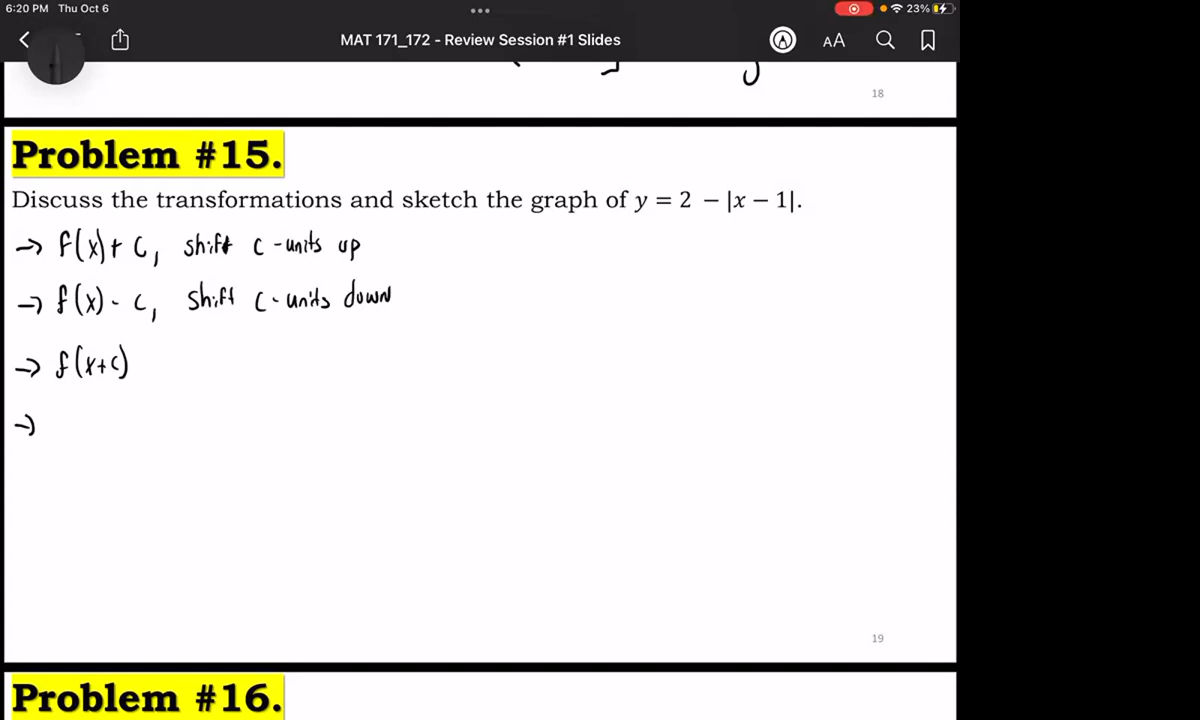 6:20 PM Thu Oct 6
23%
MAT 171_172 - Review Session #1 Slides
AA
18
Problem #15.
Discuss the transformations and sketch the graph of y = 2 − |x − 1|.
→ f(x)+ c, shift c-units up
→ f(x) - c, shift c-units down
→ f(x+c)
→
19
Problem #16.